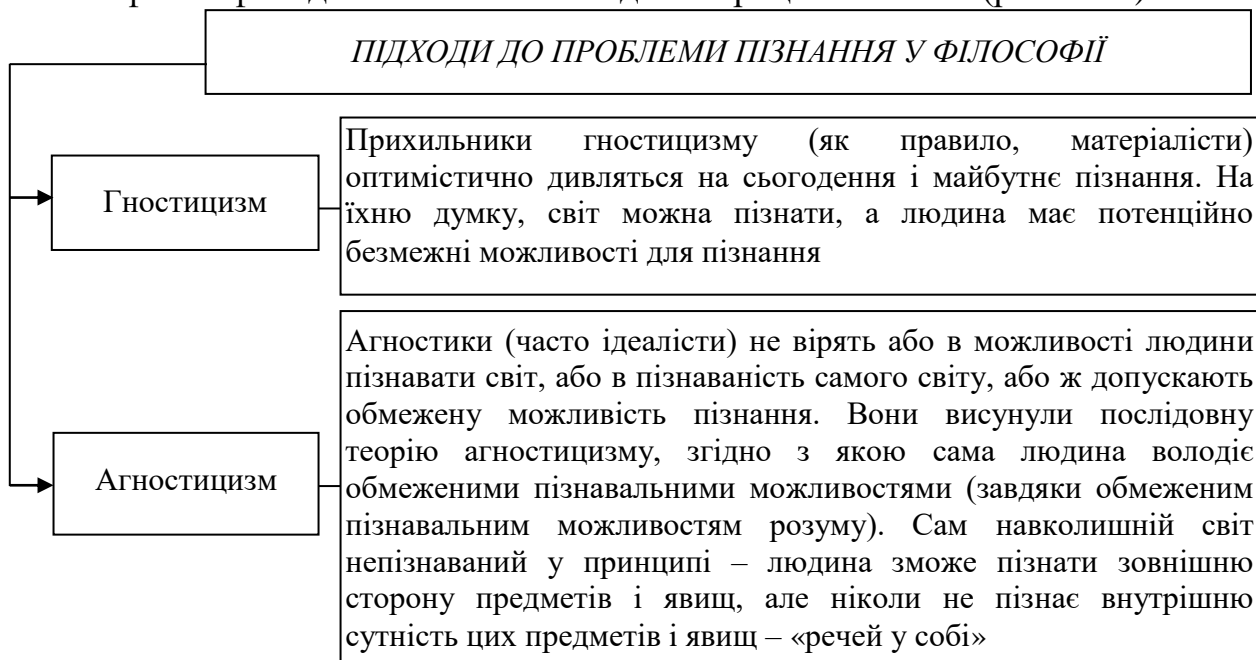 ПІДХОДИ ДО ПРОБЛЕМИ ПІЗНАННЯ У ФІЛОСОФІЇ
Гностицизм
Прихильники гностицизму (як правило, матеріалісти)
оптимістично дивляться на сьогодення і майбутнє пізнання. На
їхню думку, світ можна пізнати, а людина має потенційно
безмежні можливості для пізнання
Агностицизм
Агностики (часто ідеалісти) не вірять або в можливості людини
пізнавати світ, або в пізнаваність самого світу, або ж допускають
обмежену можливість пізнання. Вони висунули послідовну
теорію агностицизму, згідно з якою сама людина володіє
обмеженими пізнавальними можливостями (завдяки обмеженим
пізнавальним можливостям розуму). Сам навколишній світ
непізнаваний у принципі – людина зможе пізнати зовнішню
сторону предметів і явищ, але ніколи не пізнає внутрішню
сутність цих предметів і явищ – «речей у собі»